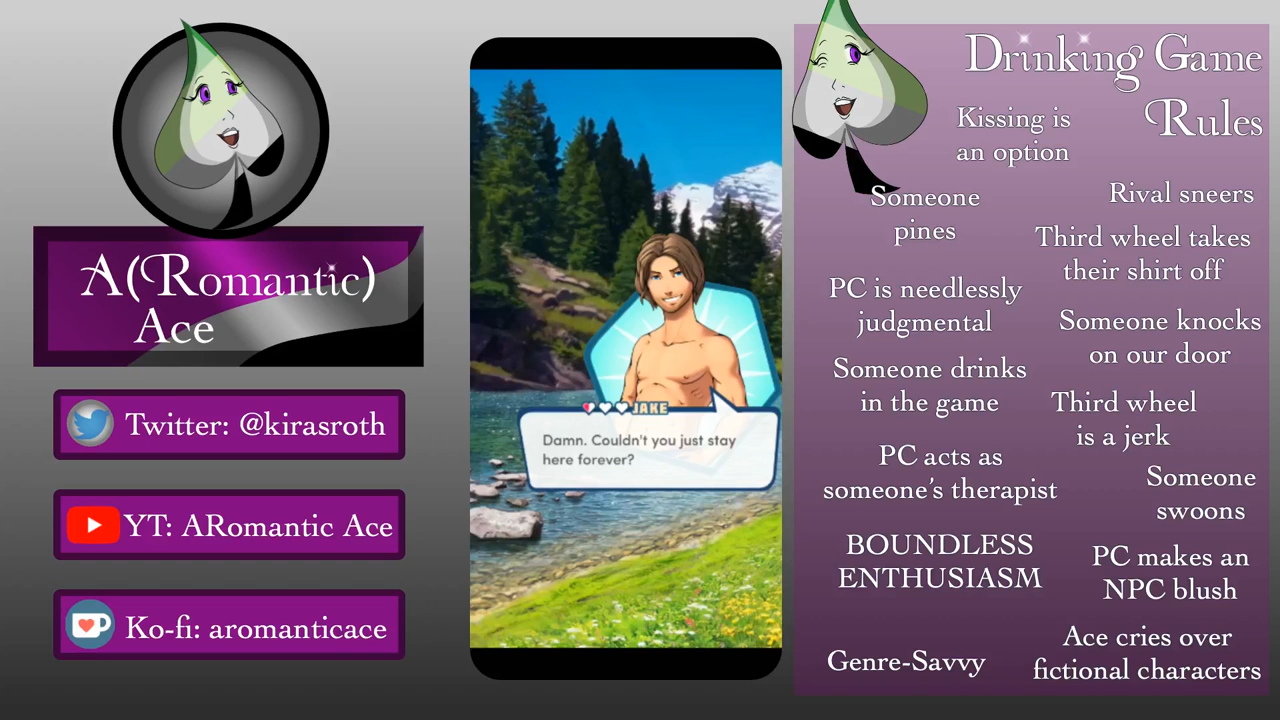 A(Romantic)
Ace
Twitter: @kirasroth
YT: ARomantic Ace
Ko-fi: aromanticace
JAKE
Damn. Couldn't you just stay
here forever?
Drinking Game
Rules
Kissing is
an option
Someone
pines
Rival sneers
Third wheel takes
their shirt off
PC is needlessly
judgmental
Someone knocks
on our door
Someone drinks
in the game
Third wheel
is a jerk
PC acts as
someone's therapist
Someone
swoons
BOUNDLESS
ENTHUSIASM
PC makes an
NPC blush
Genre-Savvy
Ace cries over
fictional characters